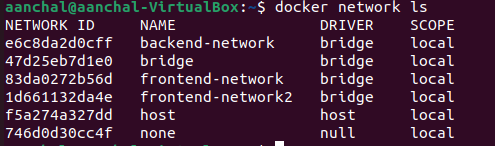 aanchal@aanchal-VirtualBox:~$ docker network ls
NETWORK ID     NAME                DRIVER    SCOPE
e6c8da2d0cff   backend-network     bridge    local
47d25eb7d1e0   bridge              bridge    local
83da0272b56d   frontend-network    bridge    local
1d661132da4e   frontend-network2   bridge    local
f5a274a327dd   host                host      local
746d0d30cc4f   none                null      local